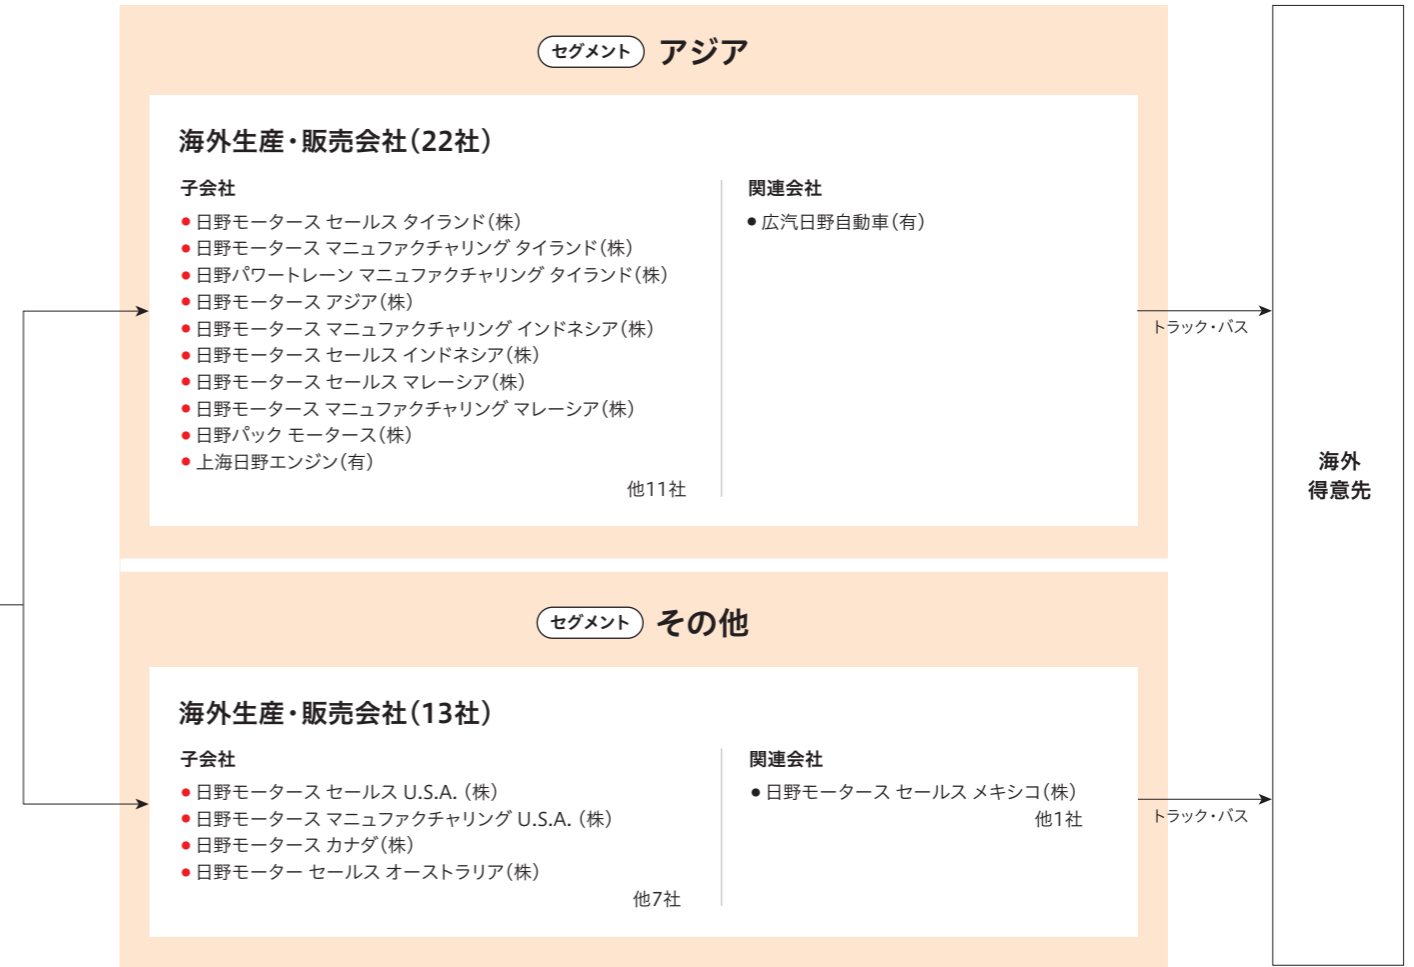 セグメント アジア
海外生産・販売会社(22社)
子会社
●日野モータース セールス タイランド(株)
●日野モータース マニュファクチャリング タイランド(株)
●日野パワートレーン マニュファクチャリング タイランド(株)
●日野モータース アジア(株)
●日野モータース マニュファクチャリング インドネシア(株)
●日野モータース セールス インドネシア(株)
●日野モータース セールス マレーシア(株)
●日野モータース マニュファクチャリング マレーシア(株)
●日野パック モータース(株)
●上海日野エンジン(有)
他11社
関連会社
●広汽日野自動車(有)
トラック・バス
セグメント その他
海外生産・販売会社(13社)
子会社
●日野モータース セールス U.S.A. (株)
●日野モータース マニュファクチャリング U.S.A. (株)
●日野モータース カナダ(株)
●日野モーター セールス オーストラリア(株)
他7社
関連会社
●日野モータース セールス メキシコ(株)
他1社
トラック・バス
海外
得意先